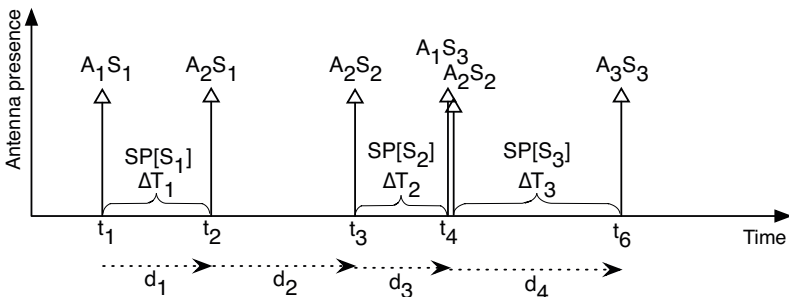 Antenna presence
A₁S₁
A₂S₁
A₂S₂
A₁S₃
A₂S₂
A₃S₃
SP[S₁]
ΔT₁
SP[S₂]
ΔT₂
SP[S₃]
ΔT₃
t₁ t₂ t₃ t₄ t₆ Time
d₁ d₂ d₃ d₄